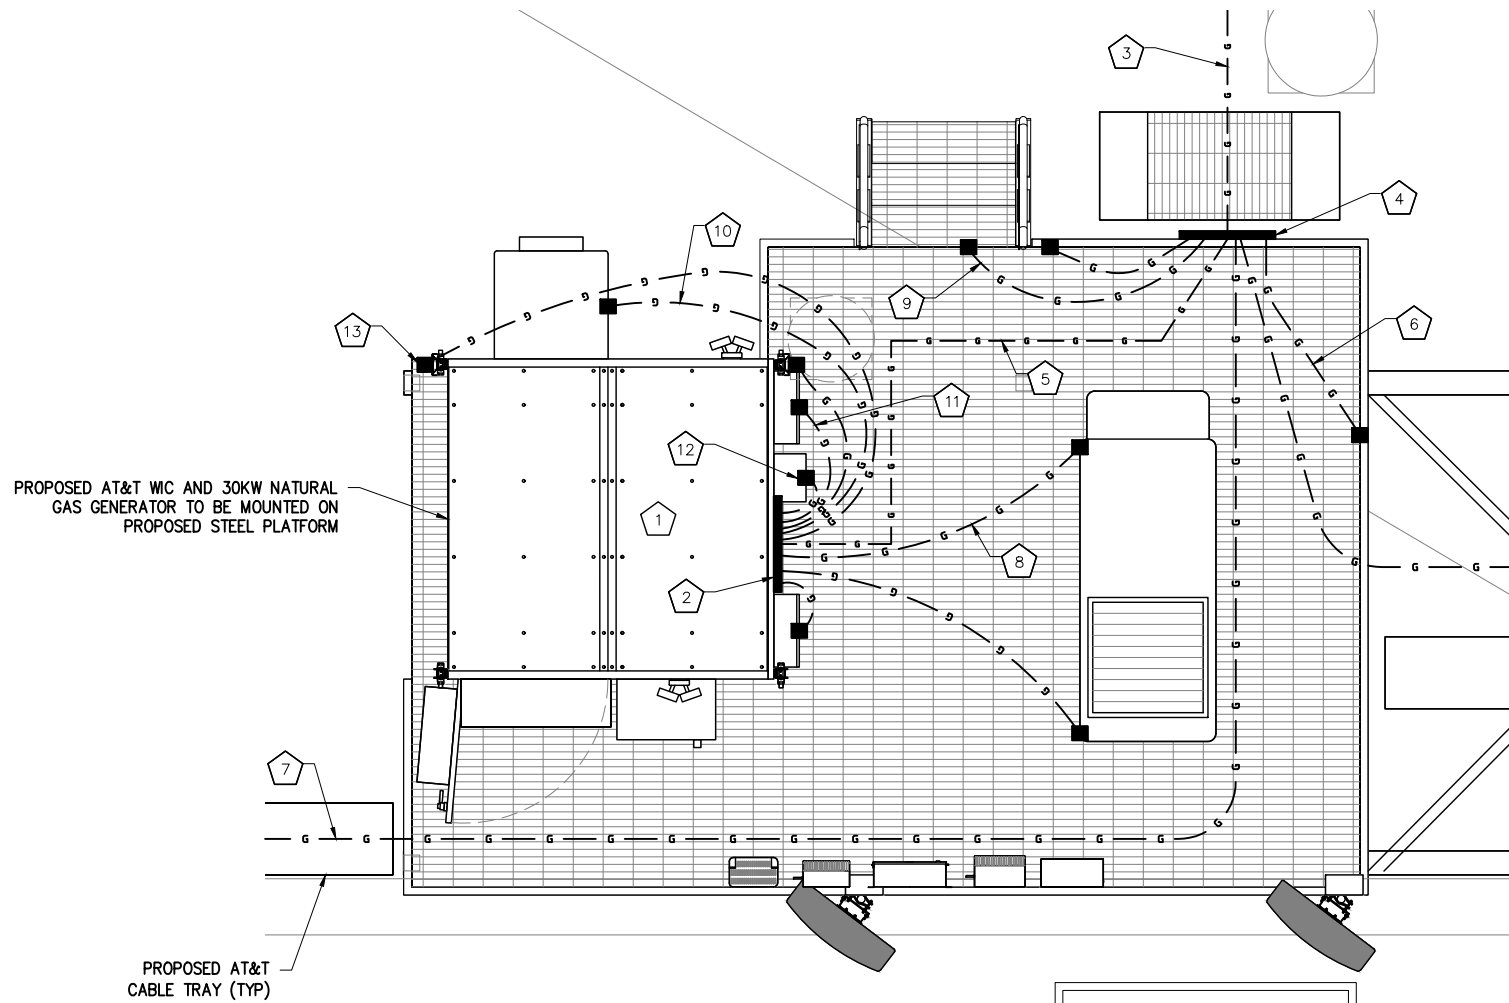 3
4
10
9
13
6
5
11
12
PROPOSED AT&T WIC AND 30KW NATURAL
GAS GENERATOR TO BE MOUNTED ON
PROPOSED STEEL PLATFORM
1
8
2
7
G G G G G G G G G G G G G G G
PROPOSED AT&T
CABLE TRAY (TYP)